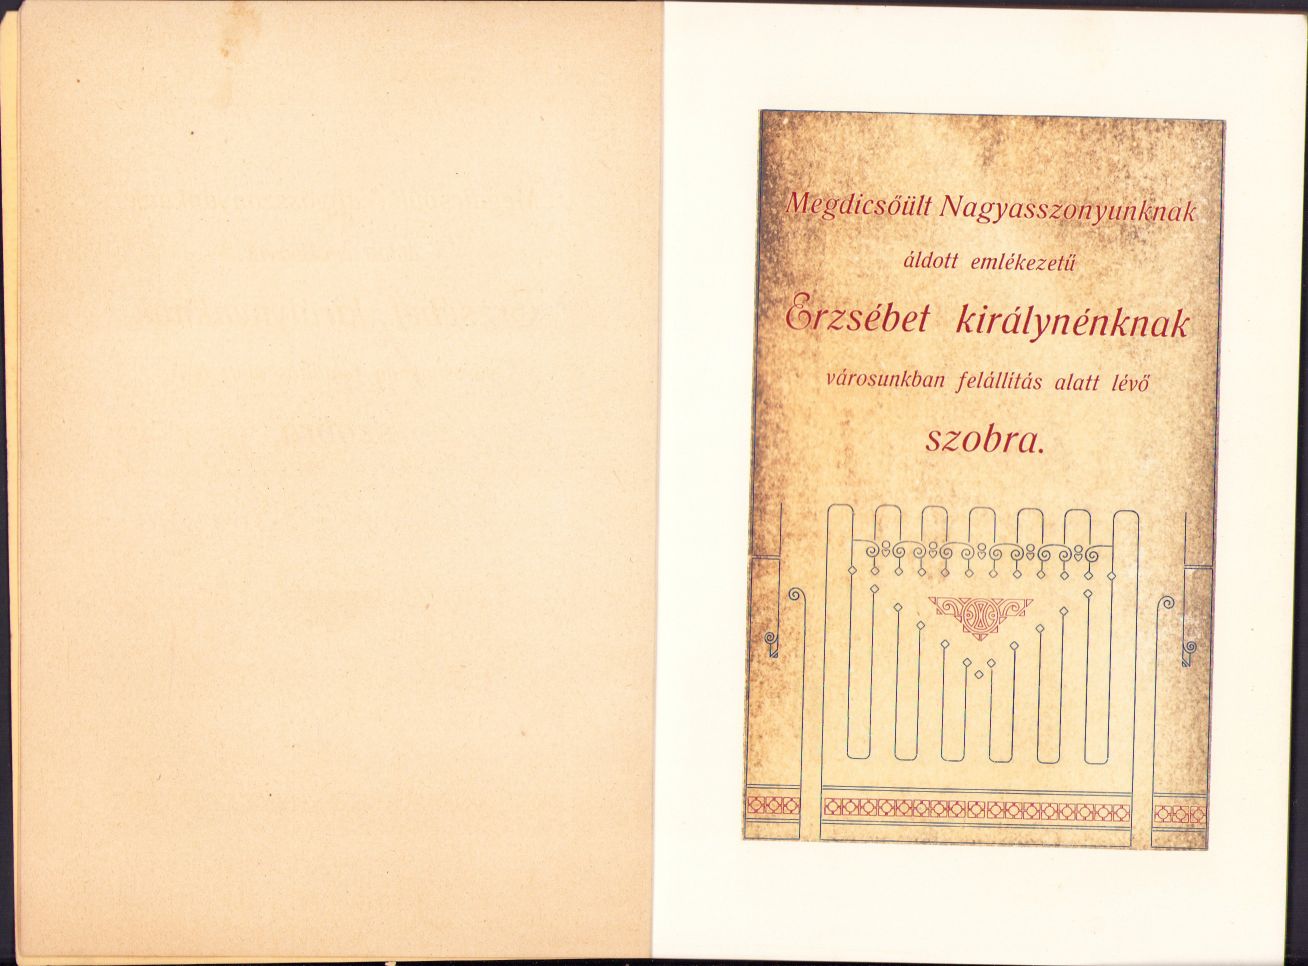 Megdicsőült Nagyasszonyunknak
áldott emlékezetű
Erzsébet királynénknak
városunkban felállítás alatt lévő
szobra.